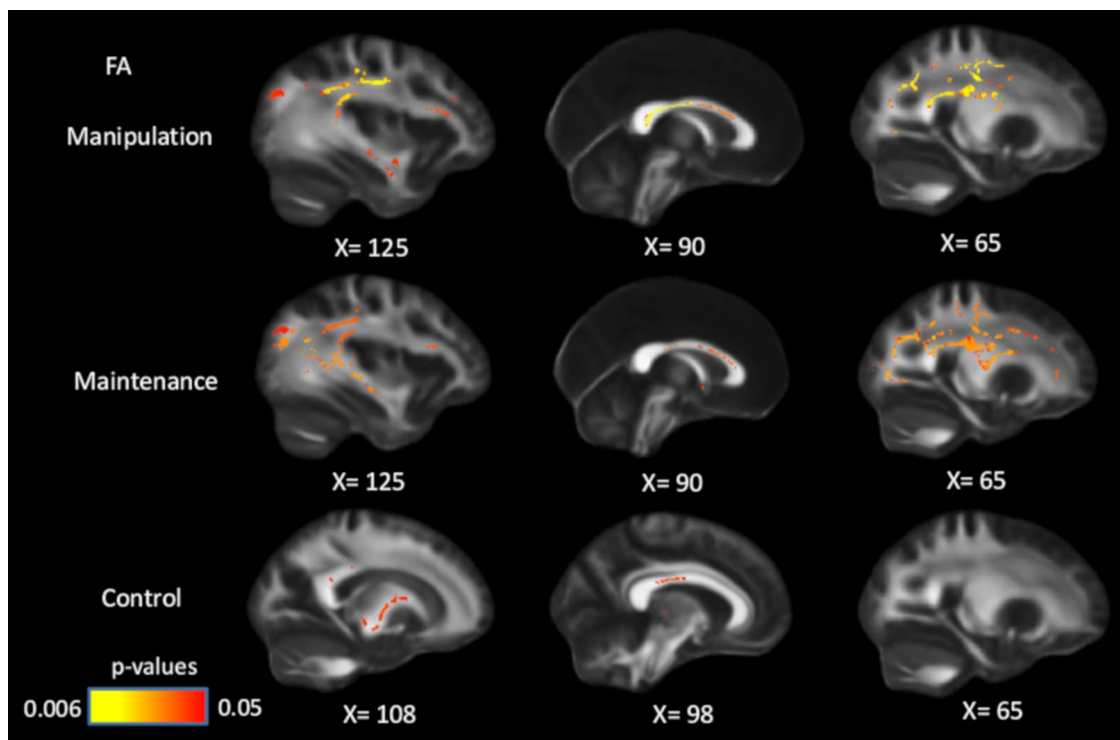 FA
Manipulation
X= 125
X= 90
X= 65
Maintenance
X= 125
X= 90
X= 65
Control
p-values
0.006
0.05
X= 108
X= 98
X= 65